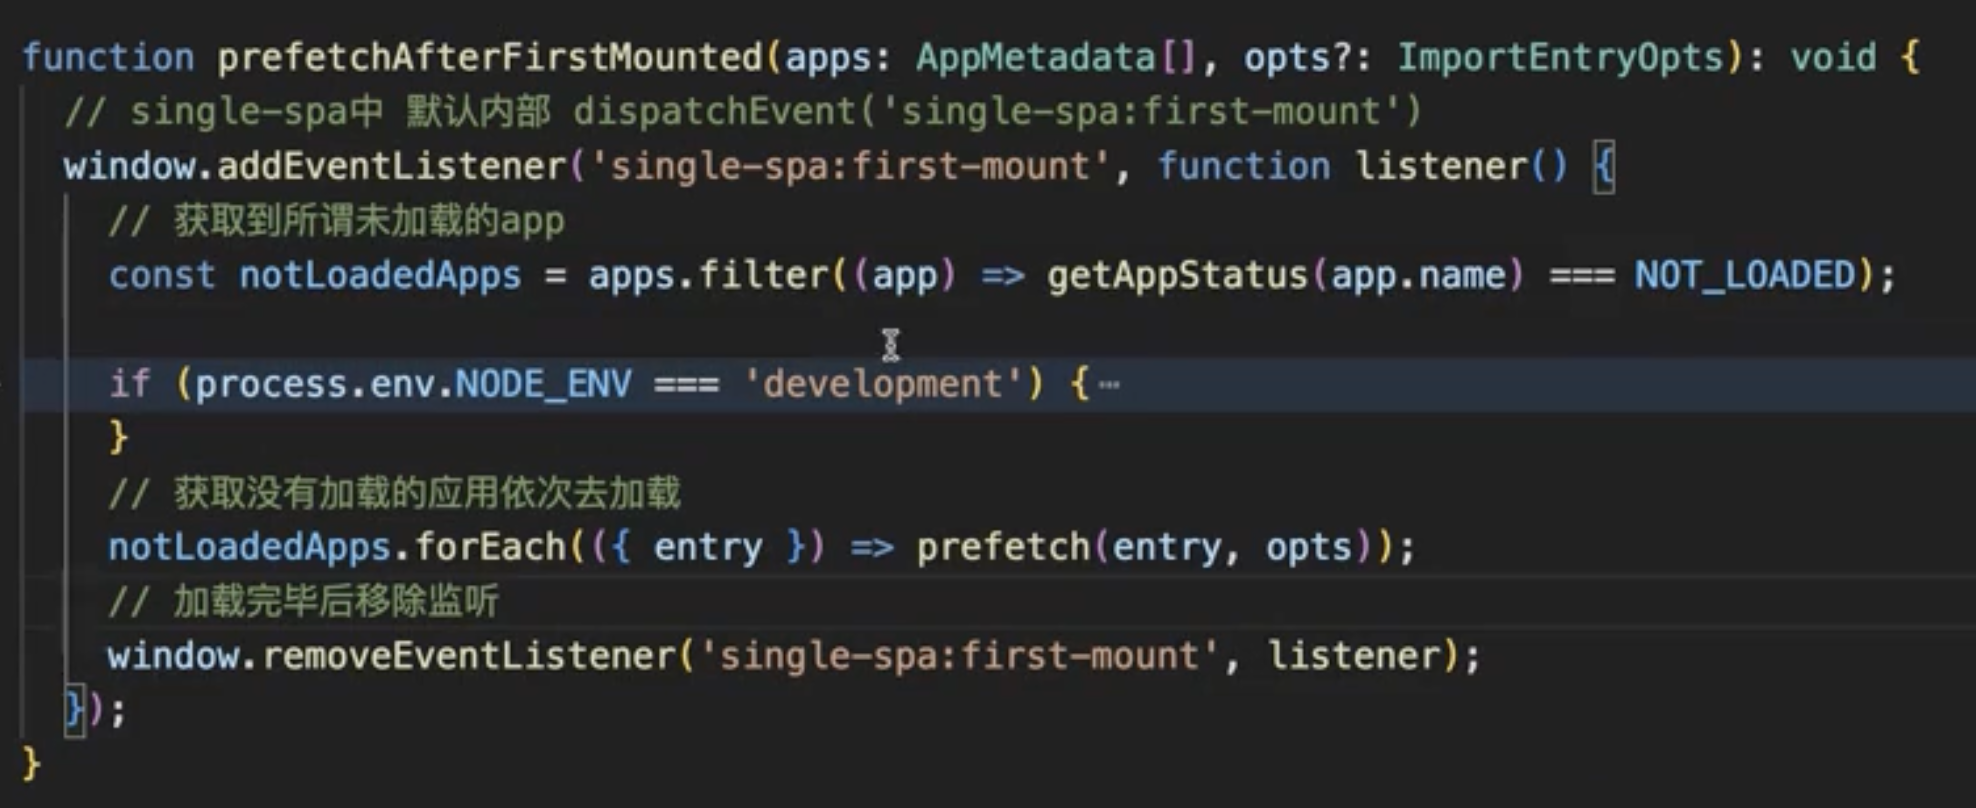 function prefetchAfterFirstMounted(apps: AppMetadata[], opts?: ImportEntryOpts): void {
// single-spa中 默认内部 dispatchEvent('single-spa:first-mount')
window.addEventListener('single-spa:first-mount', function listener() {
// 获取到所谓未加载的app
const notLoadedApps = apps.filter((app) => getAppStatus(app.name) === NOT_LOADED);
if (process.env.NODE_ENV === 'development') {⋯
}
// 获取没有加载的应用依次去加载
notLoadedApps.forEach(({ entry }) => prefetch(entry, opts));
// 加载完毕后移除监听
window.removeEventListener('single-spa:first-mount', listener);
});
}